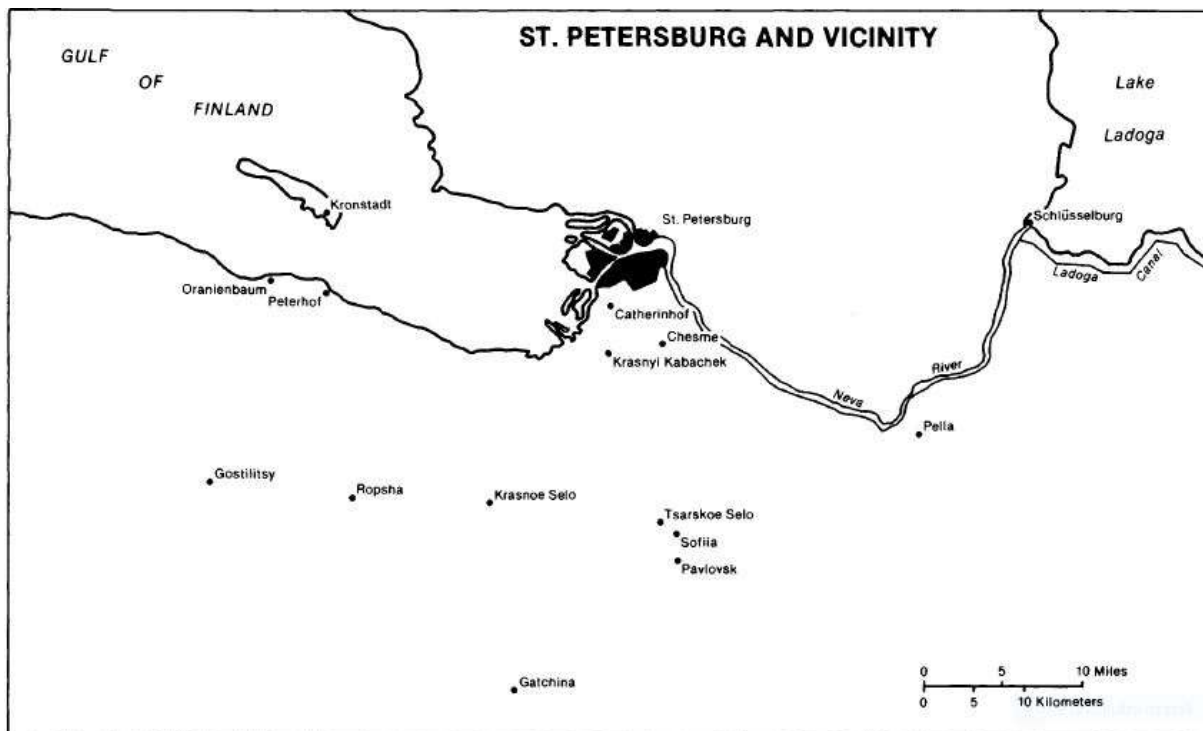 ST. PETERSBURG AND VICINITY
GULF
OF
FINLAND
Lake
Ladoga
Kronstadt
St. Petersburg
Schlüsselburg
Ladoga
Canal
Oranienbaum
Peterhof
Catherinhof
Chesme
Krasnyi Kabachek
River
Neva
Pella
Gostilitsy
Ropsha
Krasnoe Selo
Tsarskoe Selo
Sofiia
Pavlovsk
Gatchina
0 5 10 Miles
0 5 10 Kilometers